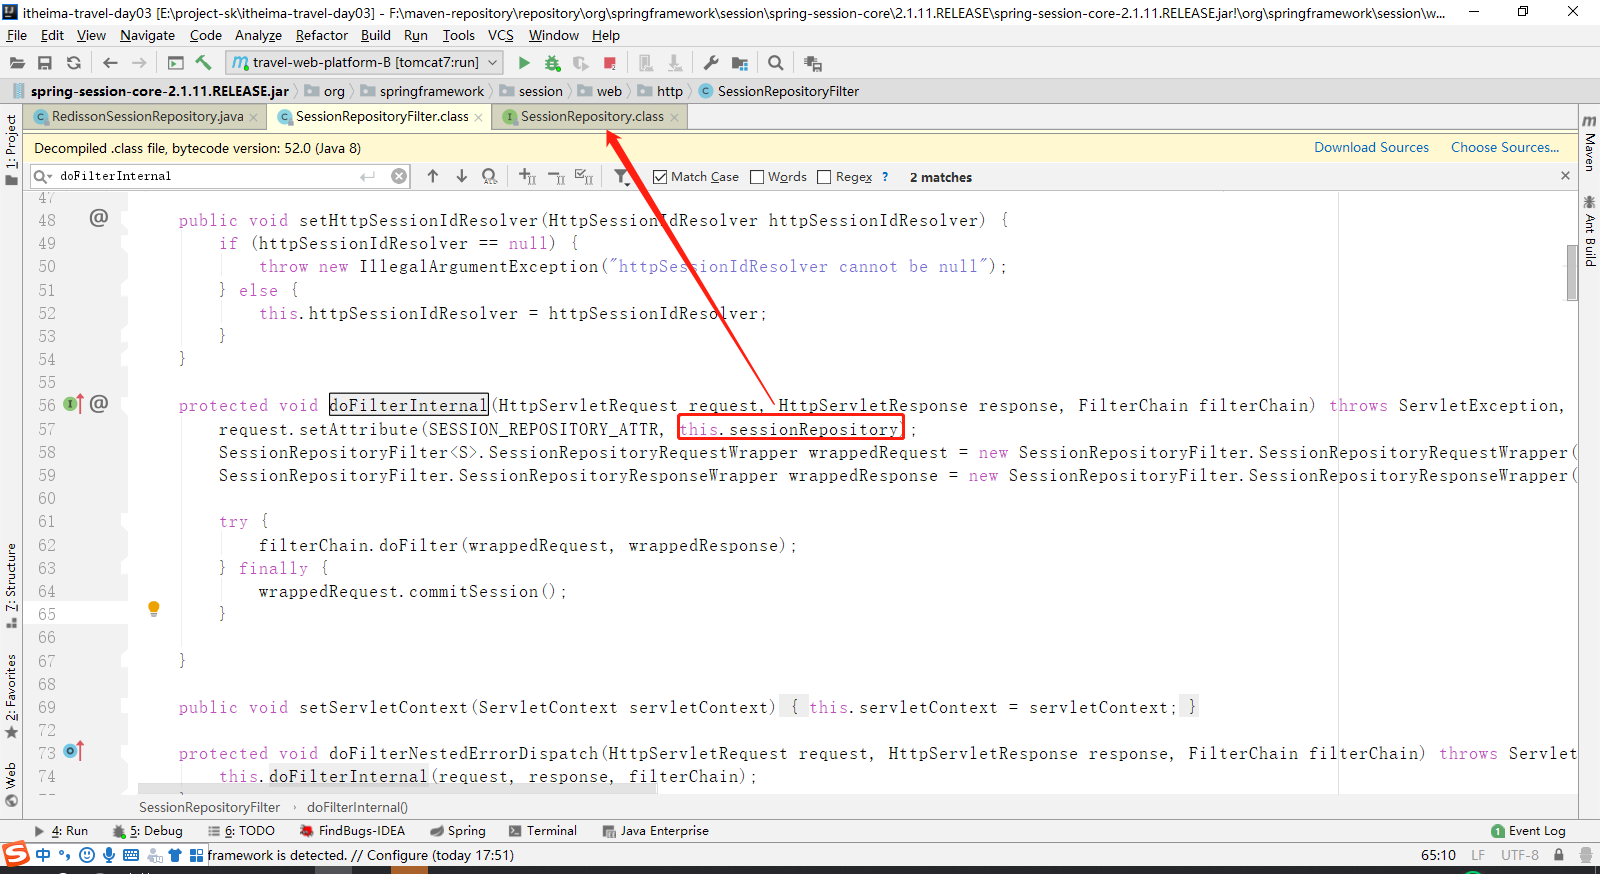 itheima-travel-day03 [E:\project-sk\itheima-travel-day03] - F:\maven-repository\repository\org\springframework\session\spring-session-core\2.1.11.RELEASE\spring-session-core-2.1.11.RELEASE.jar!\org\springframework\session\w...
File Edit View Navigate Code Analyze Refactor Build Run Tools VCS Window Help
travel-web-platform-B [tomcat7:run]
spring-session-core-2.1.11.RELEASE.jar org springframework session web http SessionRepositoryFilter
RedissonSessionRepository.java SessionRepositoryFilter.class SessionRepository.class
Decompiled .class file, bytecode version: 52.0 (Java 8) Download Sources Choose Sources...
doFilterInternal Match Case Words Regex ? 2 matches
47
48 public void setHttpSessionIdResolver(HttpSessionIdResolver httpSessionIdResolver) {
49 if (httpSessionIdResolver == null) {
50 throw new IllegalArgumentException("httpSessionIdResolver cannot be null");
51 } else {
52 this.httpSessionIdResolver = httpSessionIdResolver;
53 }
54 }
55
56 protected void doFilterInternal(HttpServletRequest request, HttpServletResponse response, FilterChain filterChain) throws ServletException,
57 request.setAttribute(SESSION_REPOSITORY_ATTR, this.sessionRepository);
58 SessionRepositoryFilter<S>.SessionRepositoryRequestWrapper wrappedRequest = new SessionRepositoryFilter.SessionRepositoryRequestWrapper(
59 SessionRepositoryFilter.SessionRepositoryResponseWrapper wrappedResponse = new SessionRepositoryFilter.SessionRepositoryResponseWrapper(
60
61 try {
62 filterChain.doFilter(wrappedRequest, wrappedResponse);
63 } finally {
64 wrappedRequest.commitSession();
65 }
66
67 }
68
69 public void setServletContext(ServletContext servletContext) { this.servletContext = servletContext; }
72
73 protected void doFilterNestedErrorDispatch(HttpServletRequest request, HttpServletResponse response, FilterChain filterChain) throws Servlet
74 this.doFilterInternal(request, response, filterChain);
SessionRepositoryFilter › doFilterInternal()
1: Project
7: Structure
2: Favorites
Web
Maven
Ant Build
4: Run 5: Debug 6: TODO FindBugs-IDEA Spring Terminal Java Enterprise 1 Event Log
中 framework is detected. // Configure (today 17:51) 65:10 LF UTF-8